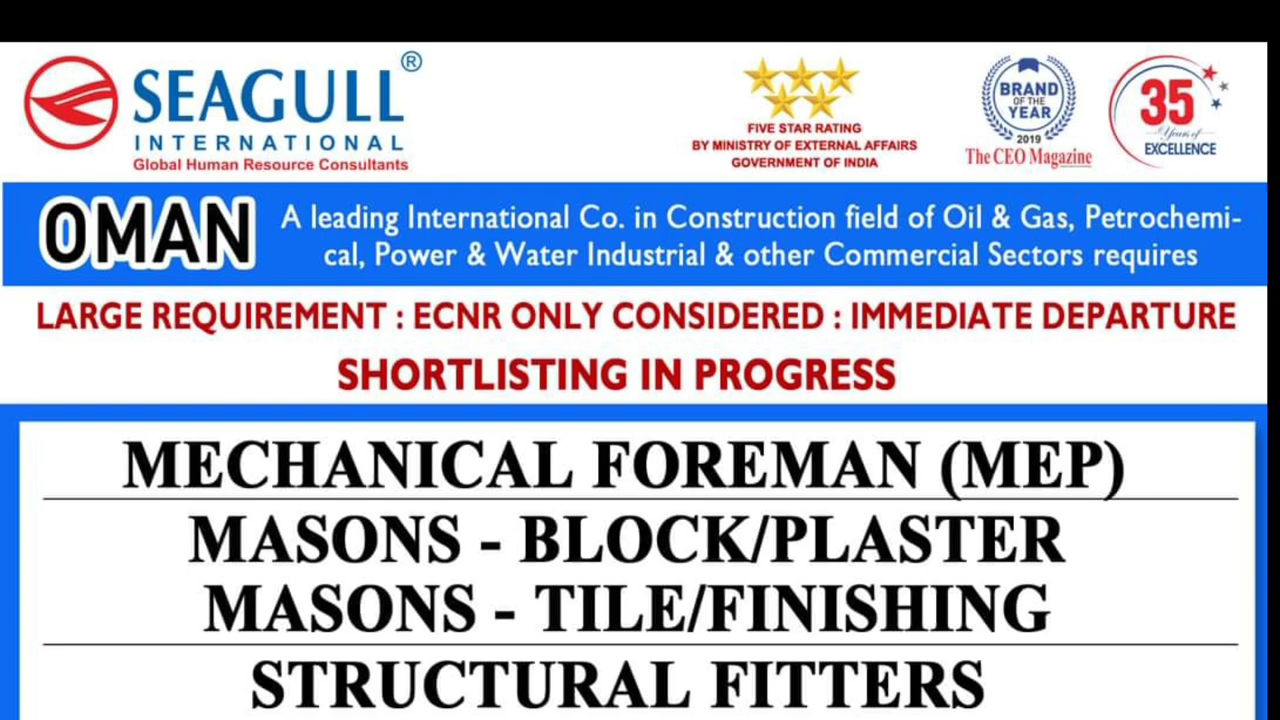 SEAGULL®
INTERNATIONAL
Global Human Resource Consultants
FIVE STAR RATING
BY MINISTRY OF EXTERNAL AFFAIRS
GOVERNMENT OF INDIA
BRAND
OF THE
YEAR
2019
The CEO Magazine
35
Years of
EXCELLENCE
OMAN
A leading International Co. in Construction field of Oil & Gas, Petrochemi-
cal, Power & Water Industrial & other Commercial Sectors requires
LARGE REQUIREMENT : ECNR ONLY CONSIDERED : IMMEDIATE DEPARTURE
SHORTLISTING IN PROGRESS
MECHANICAL FOREMAN (MEP)
MASONS - BLOCK/PLASTER
MASONS - TILE/FINISHING
STRUCTURAL FITTERS